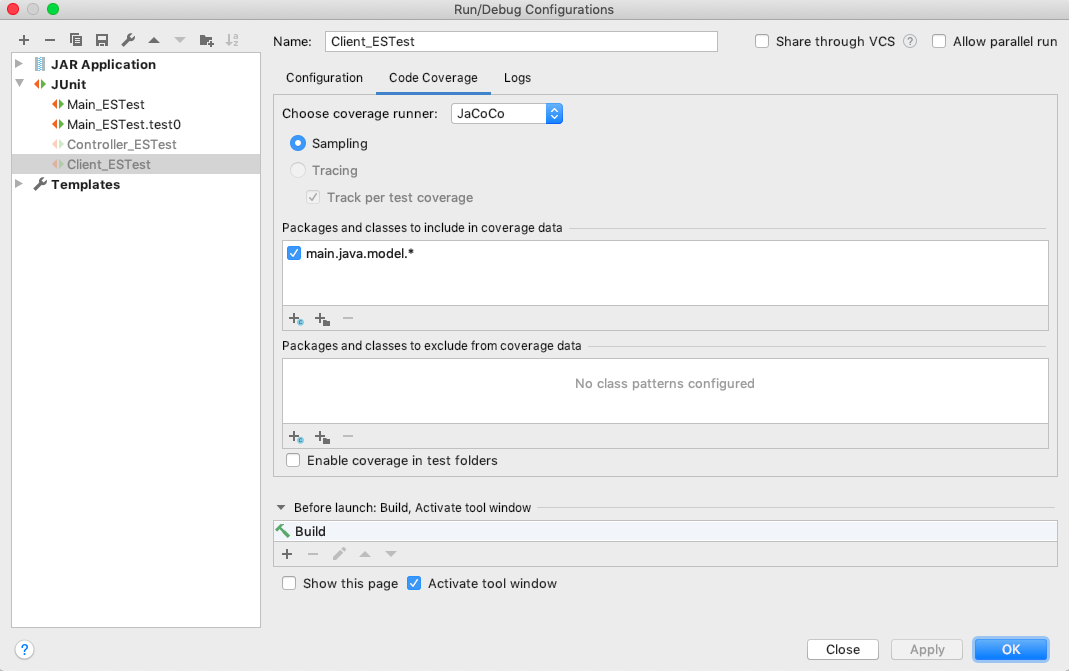 Run/Debug Configurations
Name: Client_ESTest Share through VCS ? Allow parallel run
JAR Application
JUnit
Main_ESTest
Main_ESTest.test0
Controller_ESTest
Client_ESTest
Templates
Configuration Code Coverage Logs
Choose coverage runner: JaCoCo
Sampling
Tracing
Track per test coverage
Packages and classes to include in coverage data
main.java.model.*
Packages and classes to exclude from coverage data
No class patterns configured
Enable coverage in test folders
Before launch: Build, Activate tool window
Build
Show this page Activate tool window
? Close Apply OK